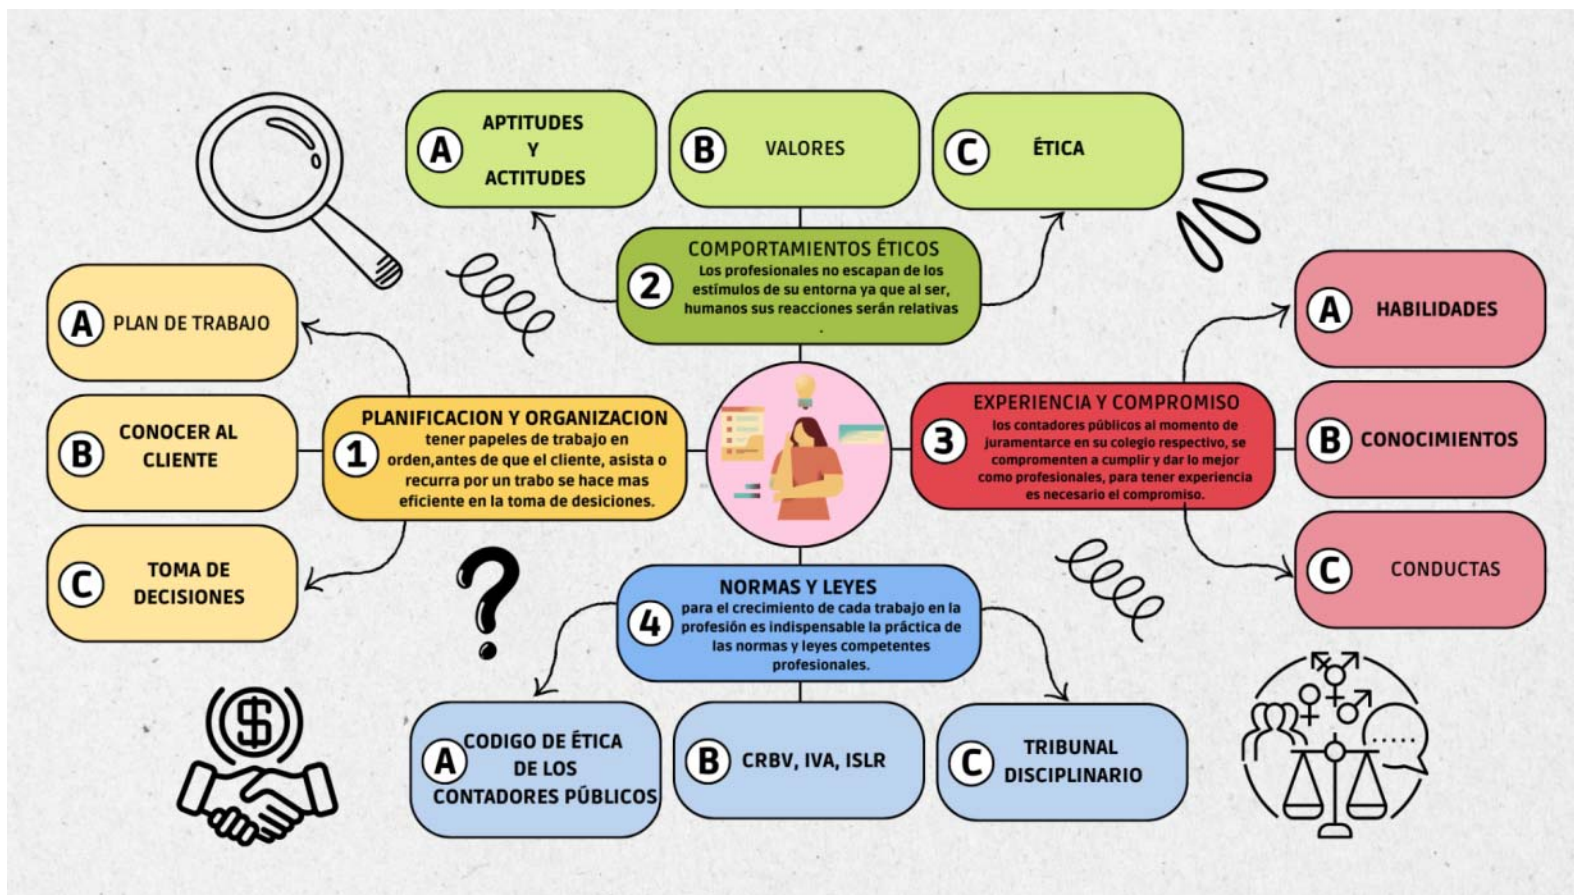 A
APTITUDES
Y
ACTITUDES
B
VALORES
C
ÉTICA
2
COMPORTAMIENTOS ÉTICOS
Los profesionales no escapan de los
estímulos de su entorna ya que al ser,
humanos sus reacciones serán relativas
.
A
PLAN DE TRABAJO
B
CONOCER AL
CLIENTE
C
TOMA DE
DECISIONES
1
PLANIFICACION Y ORGANIZACION
tener papeles de trabajo en
orden,antes de que el cliente, asista o
recurra por un trabo se hace mas
eficiente en la toma de desiciones.
3
EXPERIENCIA Y COMPROMISO
los contadores públicos al momento de
juramentarce en su colegio respectivo, se
compromenten a cumplir y dar lo mejor
como profesionales, para tener experiencia
es necesario el compromiso.
A
HABILIDADES
B
CONOCIMIENTOS
C
CONDUCTAS
4
NORMAS Y LEYES
para el crecimiento de cada trabajo en la
profesión es indispensable la práctica de
las normas y leyes competentes
profesionales.
A
CODIGO DE ÉTICA
DE LOS
CONTADORES PÚBLICOS
B
CRBV, IVA, ISLR
C
TRIBUNAL
DISCIPLINARIO